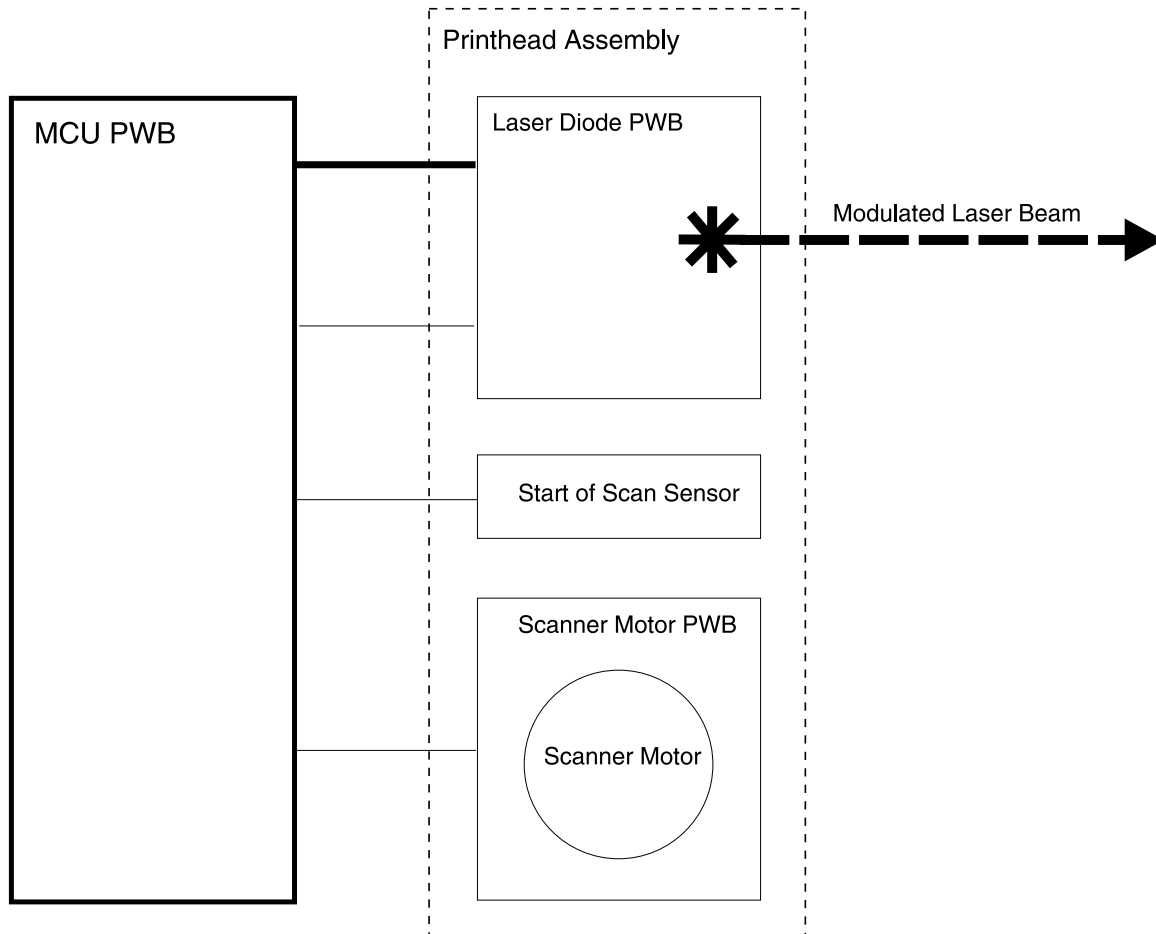 Printhead Assembly
MCU PWB
Laser Diode PWB
Modulated Laser Beam
Start of Scan Sensor
Scanner Motor PWB
Scanner Motor